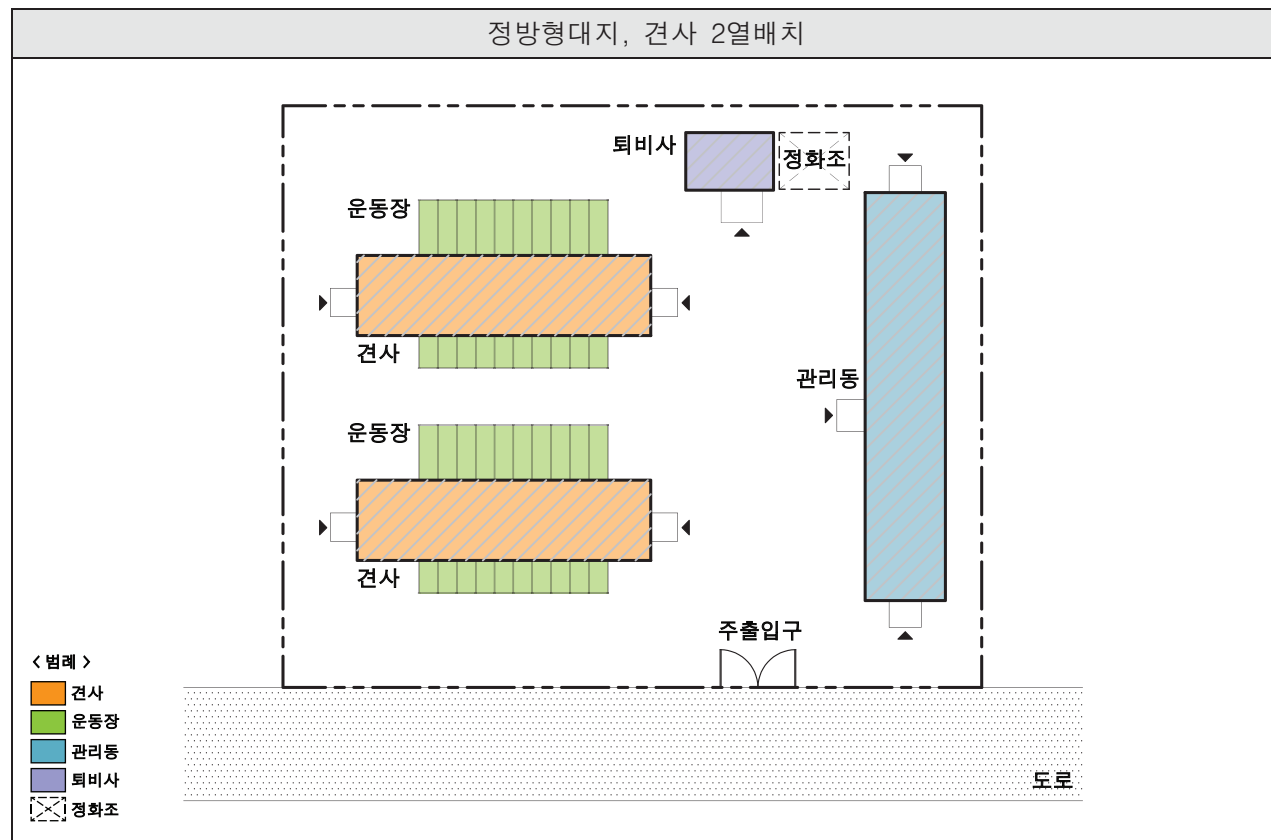 정방형대지, 견사 2열배치
퇴비사
정화조
운동장
견사
관리동
운동장
견사
주출입구
< 범례 >
견사
운동장
관리동
퇴비사
정화조
도로